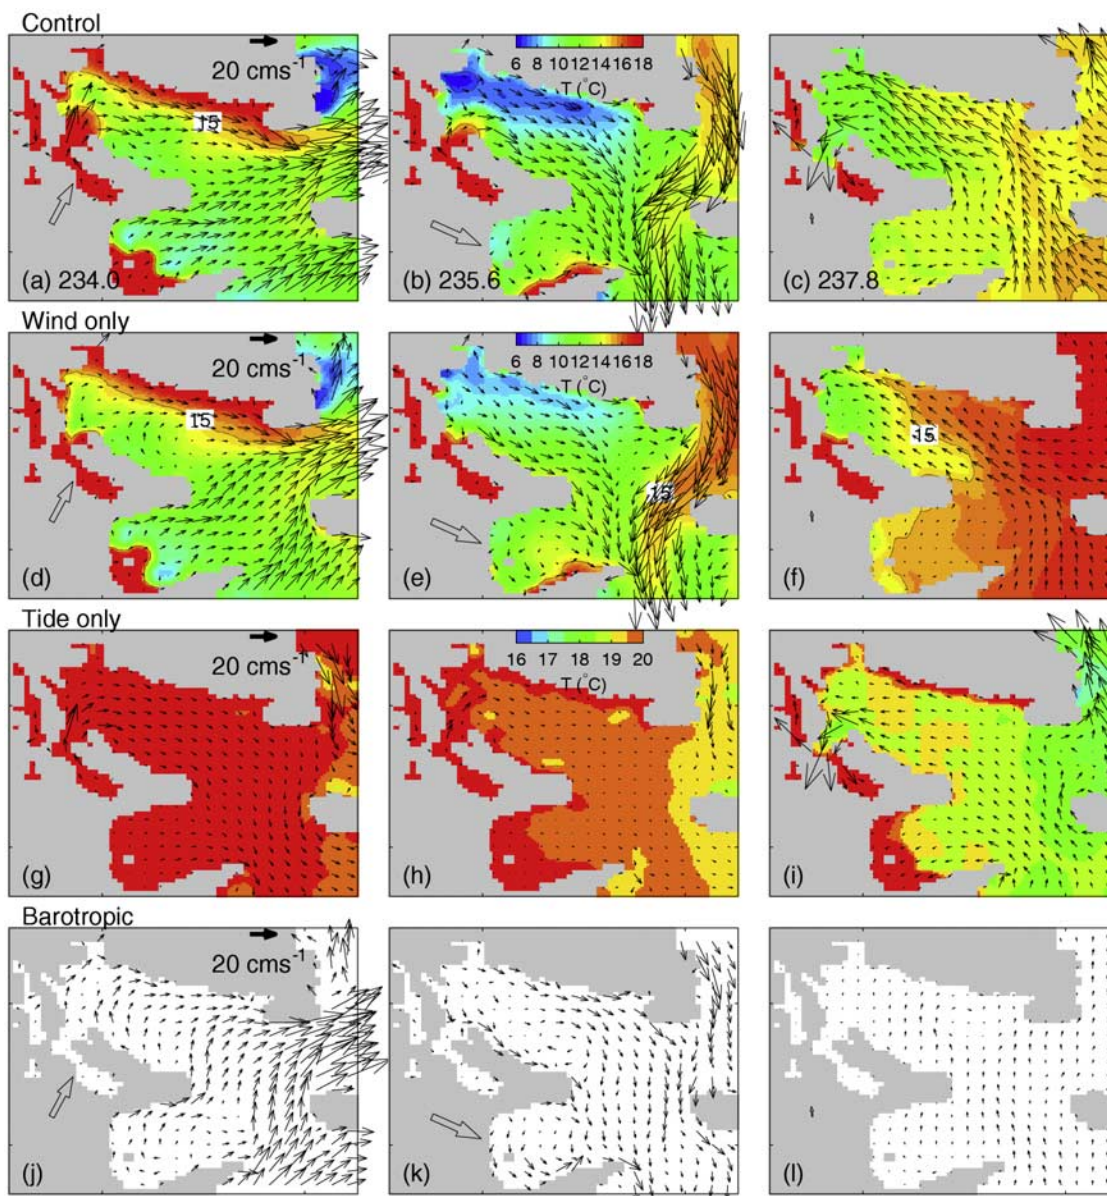 Control
20 cms-1
6 8 10 12 14 16 18
T (°C)
15
(a) 234.0
(b) 235.6
(c) 237.8
Wind only
20 cms-1
6 8 10 12 14 16 18
T (°C)
15
15
15
(d)
(e)
(f)
Tide only
20 cms-1
16 17 18 19 20
T (°C)
(g)
(h)
(i)
Barotropic
20 cms-1
(j)
(k)
(l)